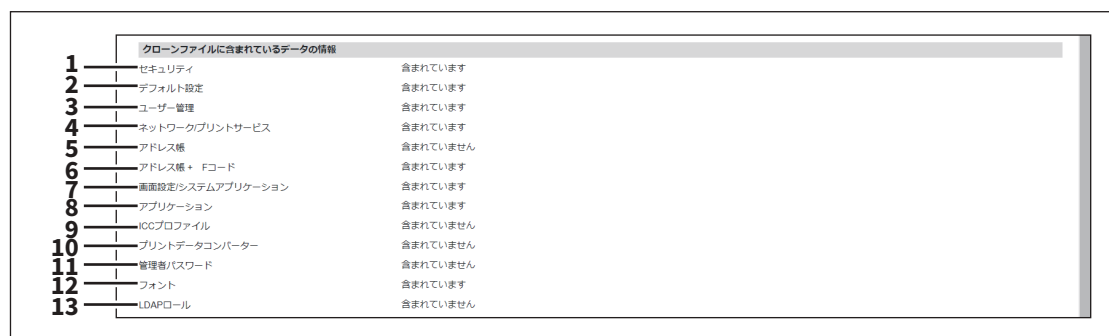 クローンファイルに含まれているデータの情報
1 セキュリティ 含まれています
2 デフォルト設定 含まれています
3 ユーザー管理 含まれています
4 ネットワーク/プリントサービス 含まれています
5 アドレス帳 含まれていません
6 アドレス帳 + Fコード 含まれています
7 画面設定/システムアプリケーション 含まれています
8 アプリケーション 含まれています
9 ICCプロファイル 含まれていません
10 プリントデータコンバーター 含まれていません
11 管理者パスワード 含まれていません
12 フォント 含まれています
13 LDAPロール 含まれていません